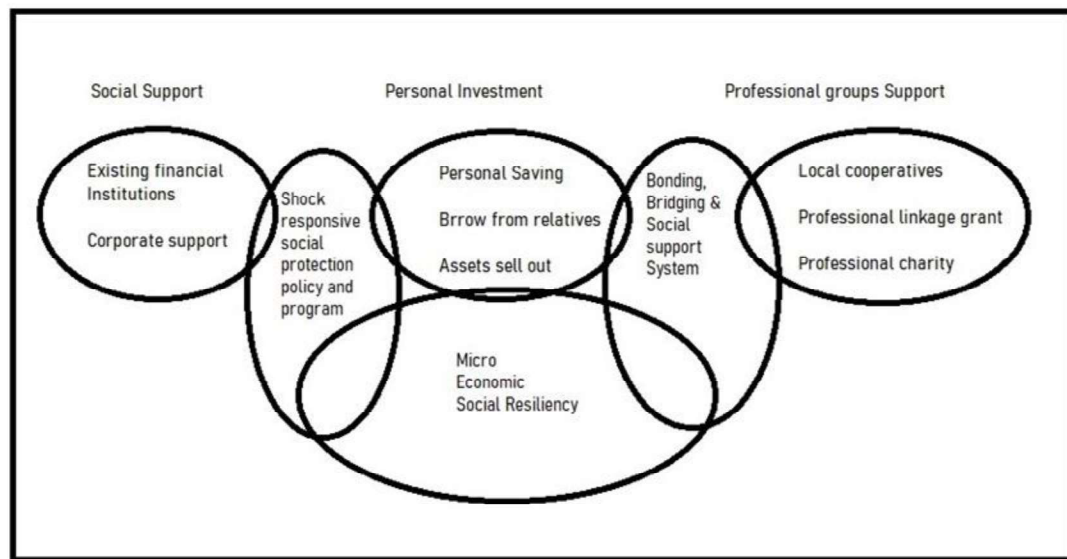 Social Support
Personal Investment
Professional groups Support
Existing financial
Institutions
Corporate support
Shock
responsive
social
protection
policy and
program
Personal Saving
Brrow from relatives
Assets sell out
Bonding,
Bridging &
Social
support
System
Local cooperatives
Professional linkage grant
Professional charity
Micro
Economic
Social Resiliency